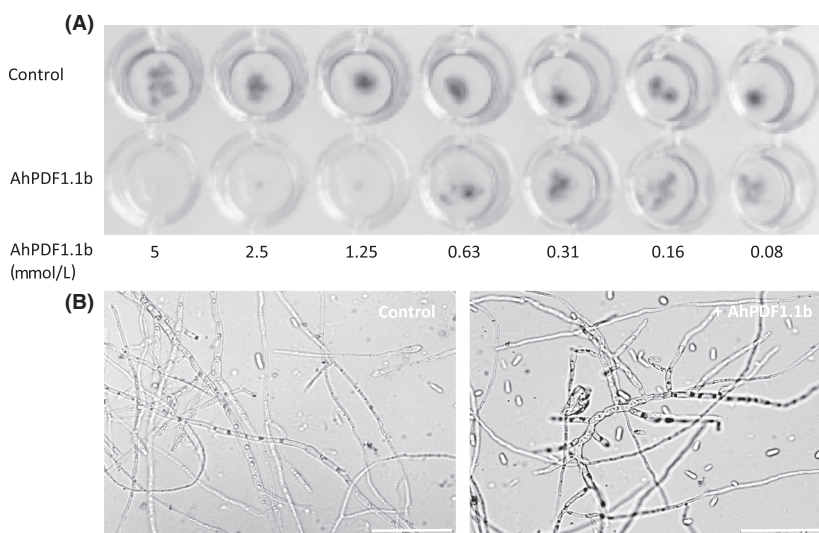 (A)
Control
AhPDF1.1b
AhPDF1.1b 5 2.5 1.25 0.63 0.31 0.16 0.08
(mmol/L)
(B)
Control + AhPDF1.1b